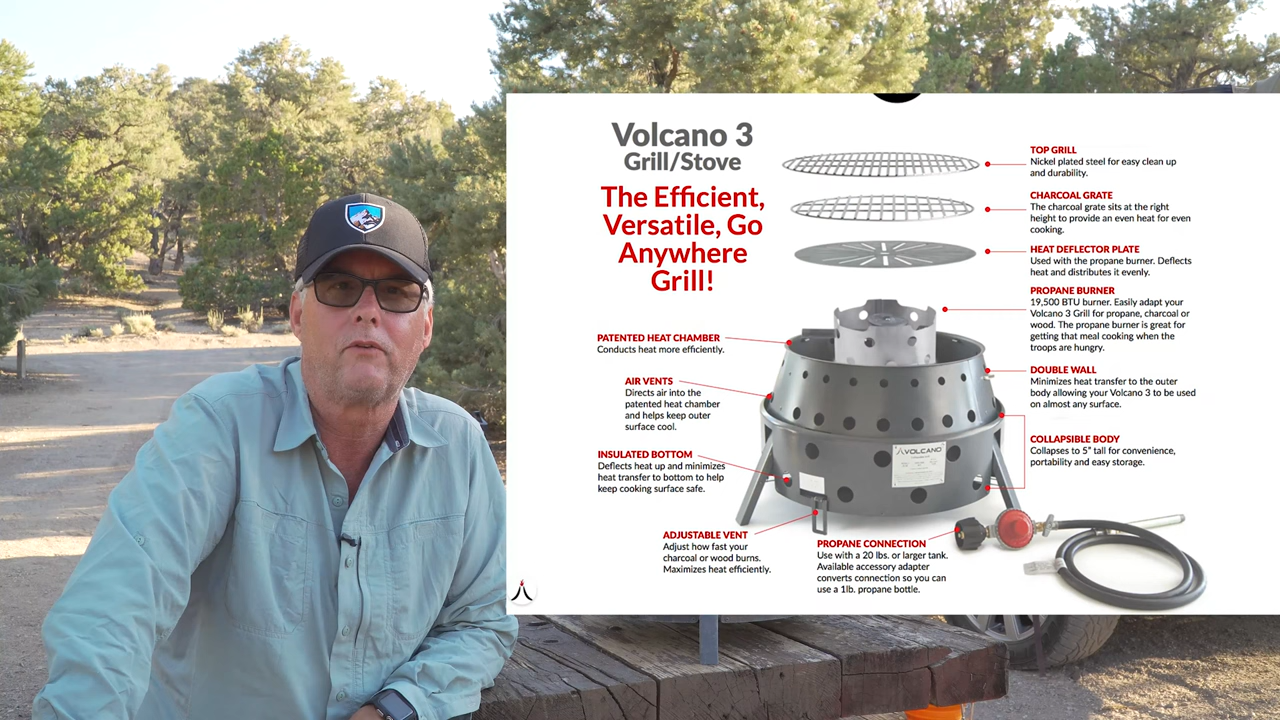 Volcano 3
Grill/Stove
The Efficient,
Versatile, Go
Anywhere
Grill!
TOP GRILL
Nickel plated steel for easy clean up
and durability.
CHARCOAL GRATE
The charcoal grate sits at the right
height to provide an even heat for even
cooking.
HEAT DEFLECTOR PLATE
Used with the propane burner. Deflects
heat and distributes it evenly.
PROPANE BURNER
19,500 BTU burner. Easily adapt your
Volcano 3 Grill for propane, charcoal or
wood. The propane burner is great for
getting that meal cooking when the
troops are hungry.
PATENTED HEAT CHAMBER
Conducts heat more efficiently.
DOUBLE WALL
Minimizes heat transfer to the outer
body allowing your Volcano 3 to be used
on almost any surface.
AIR VENTS
Directs air into the
patented heat chamber
and helps keep outer
surface cool.
COLLAPSIBLE BODY
Collapses to 5" tall for convenience,
portability and easy storage.
INSULATED BOTTOM
Deflects heat up and minimizes
heat transfer to bottom to help
keep cooking surface safe.
VOLCANO
ADJUSTABLE VENT
Adjust how fast your
charcoal or wood burns.
Maximizes heat efficiently.
PROPANE CONNECTION
Use with a 20 lbs. or larger tank.
Available accessory adapter
converts connection so you can
use a 1lb. propane bottle.